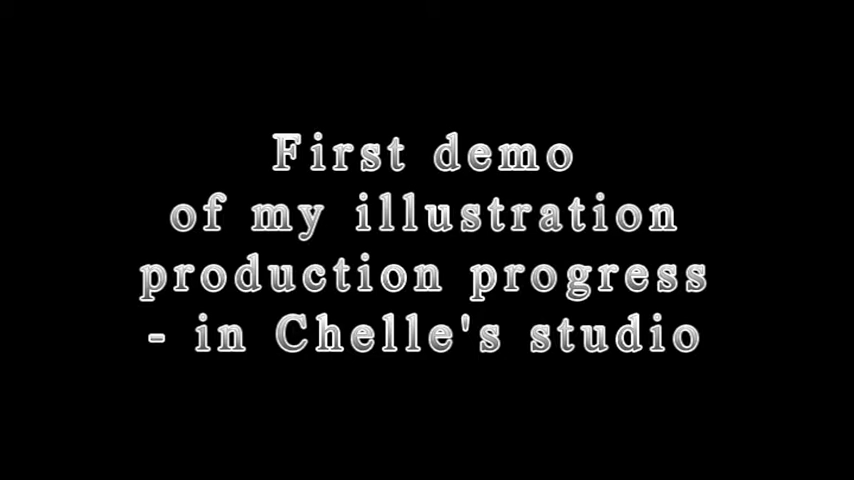 First demo
of my illustration
production progress
- in Chelle's studio